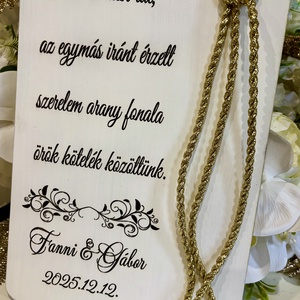 az egymás iránt érzett
szerelem arany fonala
örök kötelék közöttünk.
Fanni & Gábor
2025.12.12.